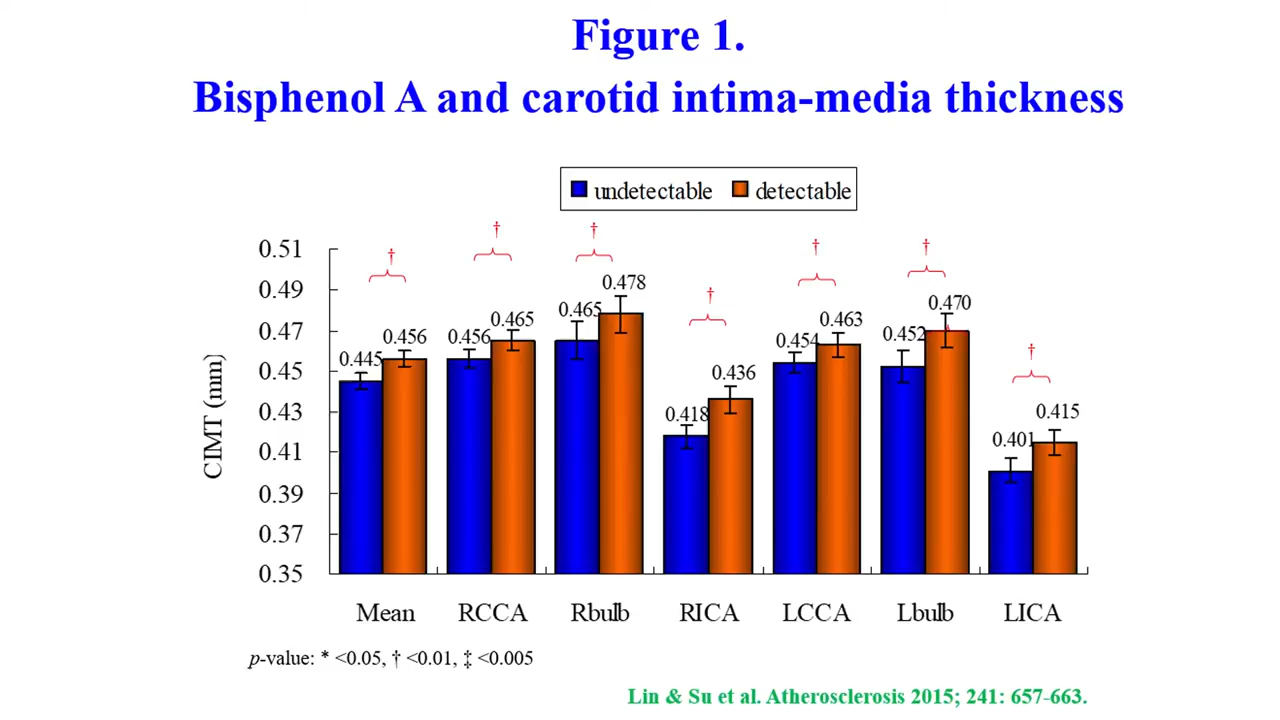 Figure 1.
Bisphenol A and carotid intima-media thickness
undetectable detectable
† † † † † † †
CIMT (mm)
0.51
0.49
0.47
0.45
0.43
0.41
0.39
0.37
0.35
0.445 0.456
0.456 0.465
0.465 0.478
0.418 0.436
0.454 0.463
0.452 0.470
0.401 0.415
Mean RCCA Rbulb RICA LCCA Lbulb LICA
p-value: * <0.05, † <0.01, ‡ <0.005
Lin & Su et al. Atherosclerosis 2015; 241: 657-663.